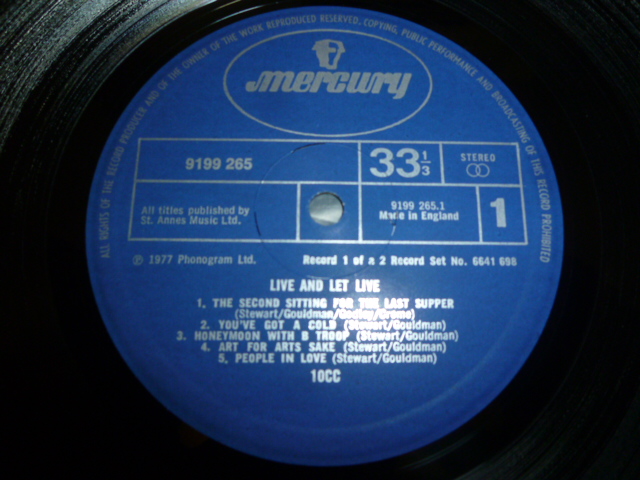 ALL RIGHTS OF THE RECORD PRODUCER AND OF THE OWNER OF THE WORK REPRODUCED RESERVED. COPYING, PUBLIC PERFORMANCE AND BROADCASTING OF THIS RECORD PROHIBITED
mercury
9199 265
33 1/3
STEREO
All titles published by
St. Annes Music Ltd.
9199 265.1
Made in England
1
℗ 1977 Phonogram Ltd.
Record 1 of a 2 Record Set No. 6641 698
LIVE AND LET LIVE
1. THE SECOND SITTING FOR THE LAST SUPPER
(Stewart/Gouldman/Godley/Creme)
2. YOU'VE GOT A COLD (Stewart/Gouldman)
3. HONEYMOON WITH B TROOP (Stewart/Gouldman)
4. ART FOR ARTS SAKE (Stewart/Gouldman)
5. PEOPLE IN LOVE (Stewart/Gouldman)
10CC